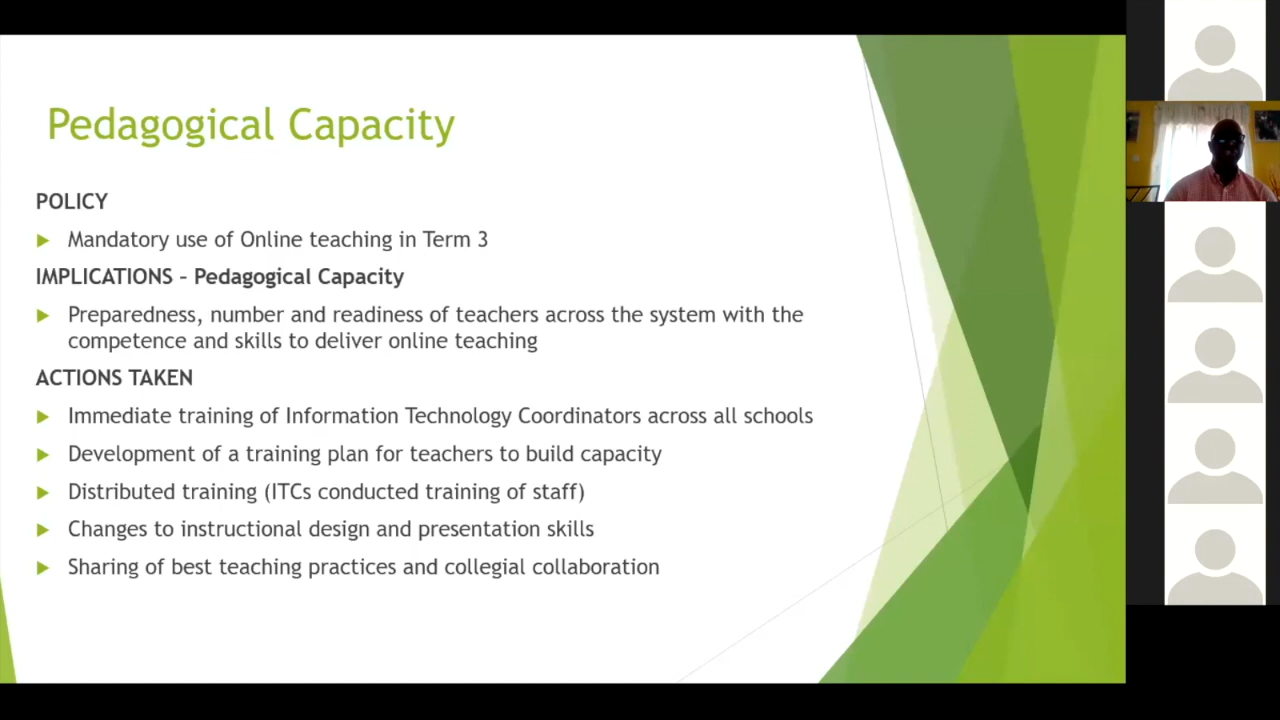 Pedagogical Capacity
POLICY
Mandatory use of Online teaching in Term 3
IMPLICATIONS – Pedagogical Capacity
Preparedness, number and readiness of teachers across the system with the
competence and skills to deliver online teaching
ACTIONS TAKEN
Immediate training of Information Technology Coordinators across all schools
Development of a training plan for teachers to build capacity
Distributed training (ITCs conducted training of staff)
Changes to instructional design and presentation skills
Sharing of best teaching practices and collegial collaboration